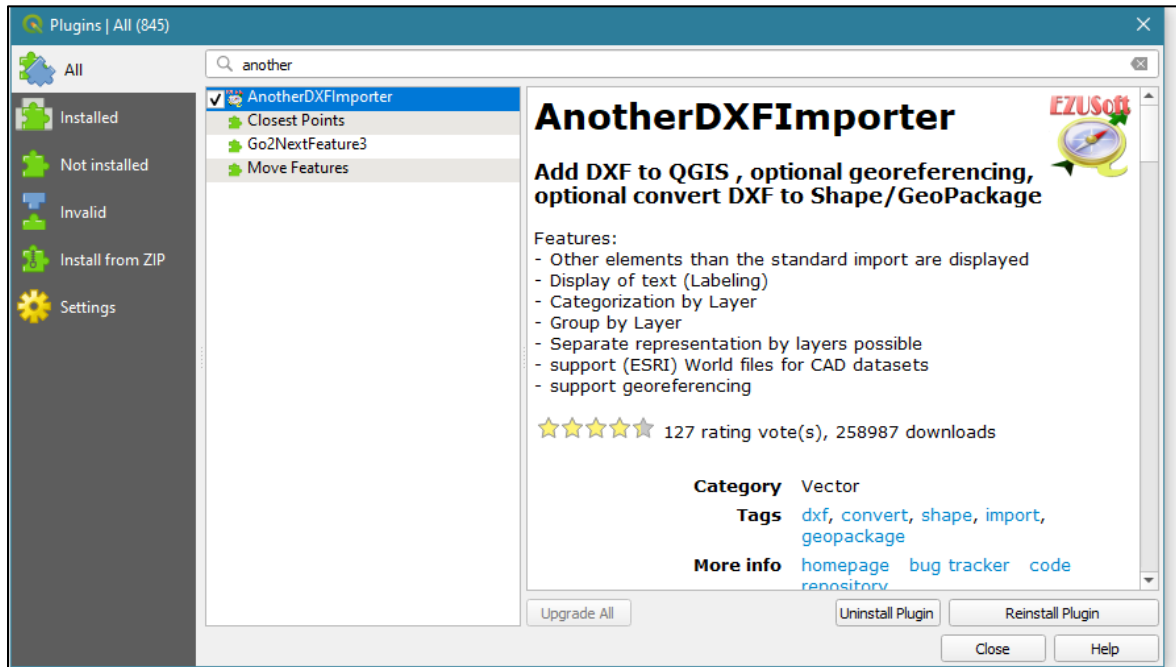 Plugins | All (845)
All
Installed
Not installed
Invalid
Install from ZIP
Settings
another
AnotherDXFImporter
Closest Points
Go2NextFeature3
Move Features
AnotherDXFImporter
EZUSoft
Add DXF to QGIS , optional georeferencing,
optional convert DXF to Shape/GeoPackage
Features:
- Other elements than the standard import are displayed
- Display of text (Labeling)
- Categorization by Layer
- Group by Layer
- Separate representation by layers possible
- support (ESRI) World files for CAD datasets
- support georeferencing
127 rating vote(s), 258987 downloads
Category Vector
Tags dxf, convert, shape, import,
geopackage
More info homepage bug tracker code
repository
Upgrade All
Uninstall Plugin
Reinstall Plugin
Close
Help